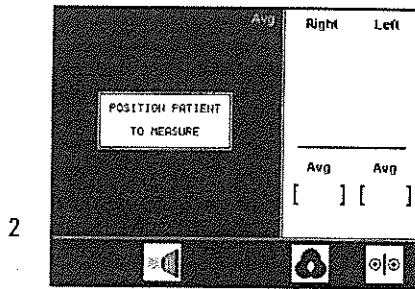 Avg
Right Left
POSITION PATIENT
TO MEASURE
Avg Avg
[ ] [ ]
2